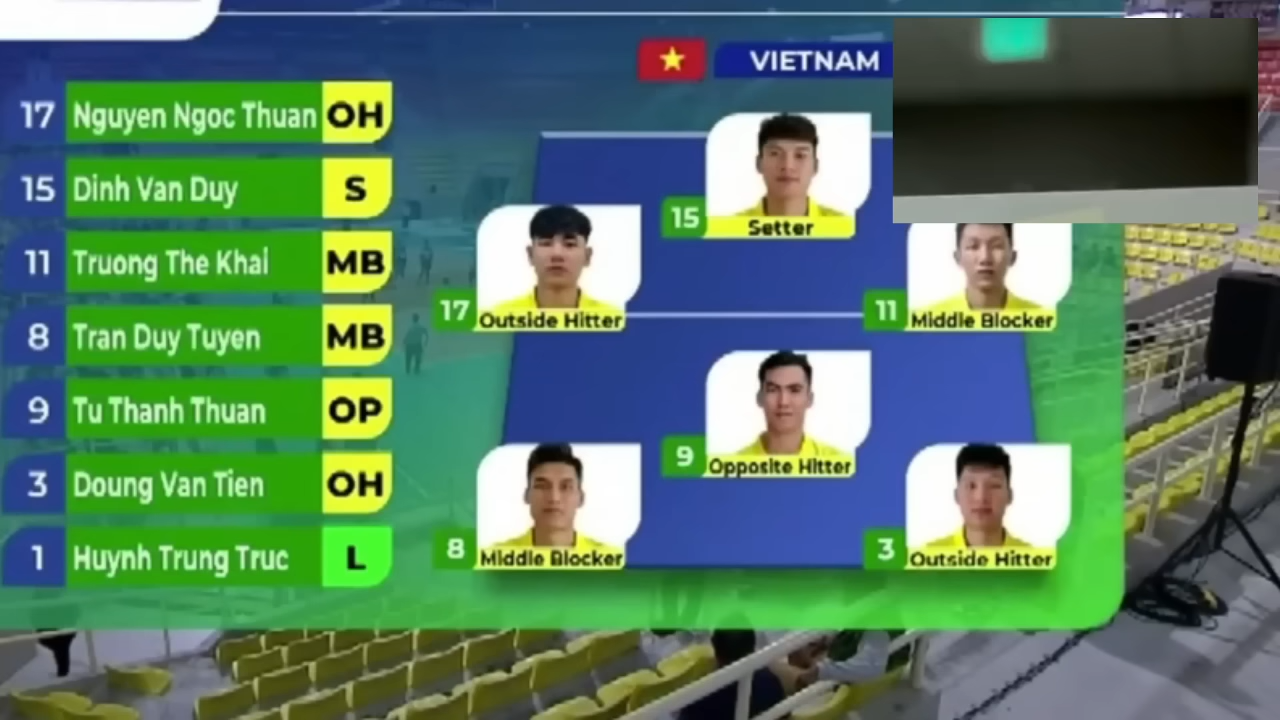 VIETNAM
17 Nguyen Ngoc Thuan OH
15 Dinh Van Duy S
11 Truong The Khai MB
8 Tran Duy Tuyen MB
9 Tu Thanh Thuan OP
3 Doung Van Tien OH
1 Huynh Trung Truc L
15 Setter
17 Outside Hitter
11 Middle Blocker
9 Opposite Hitter
8 Middle Blocker
3 Outside Hitter